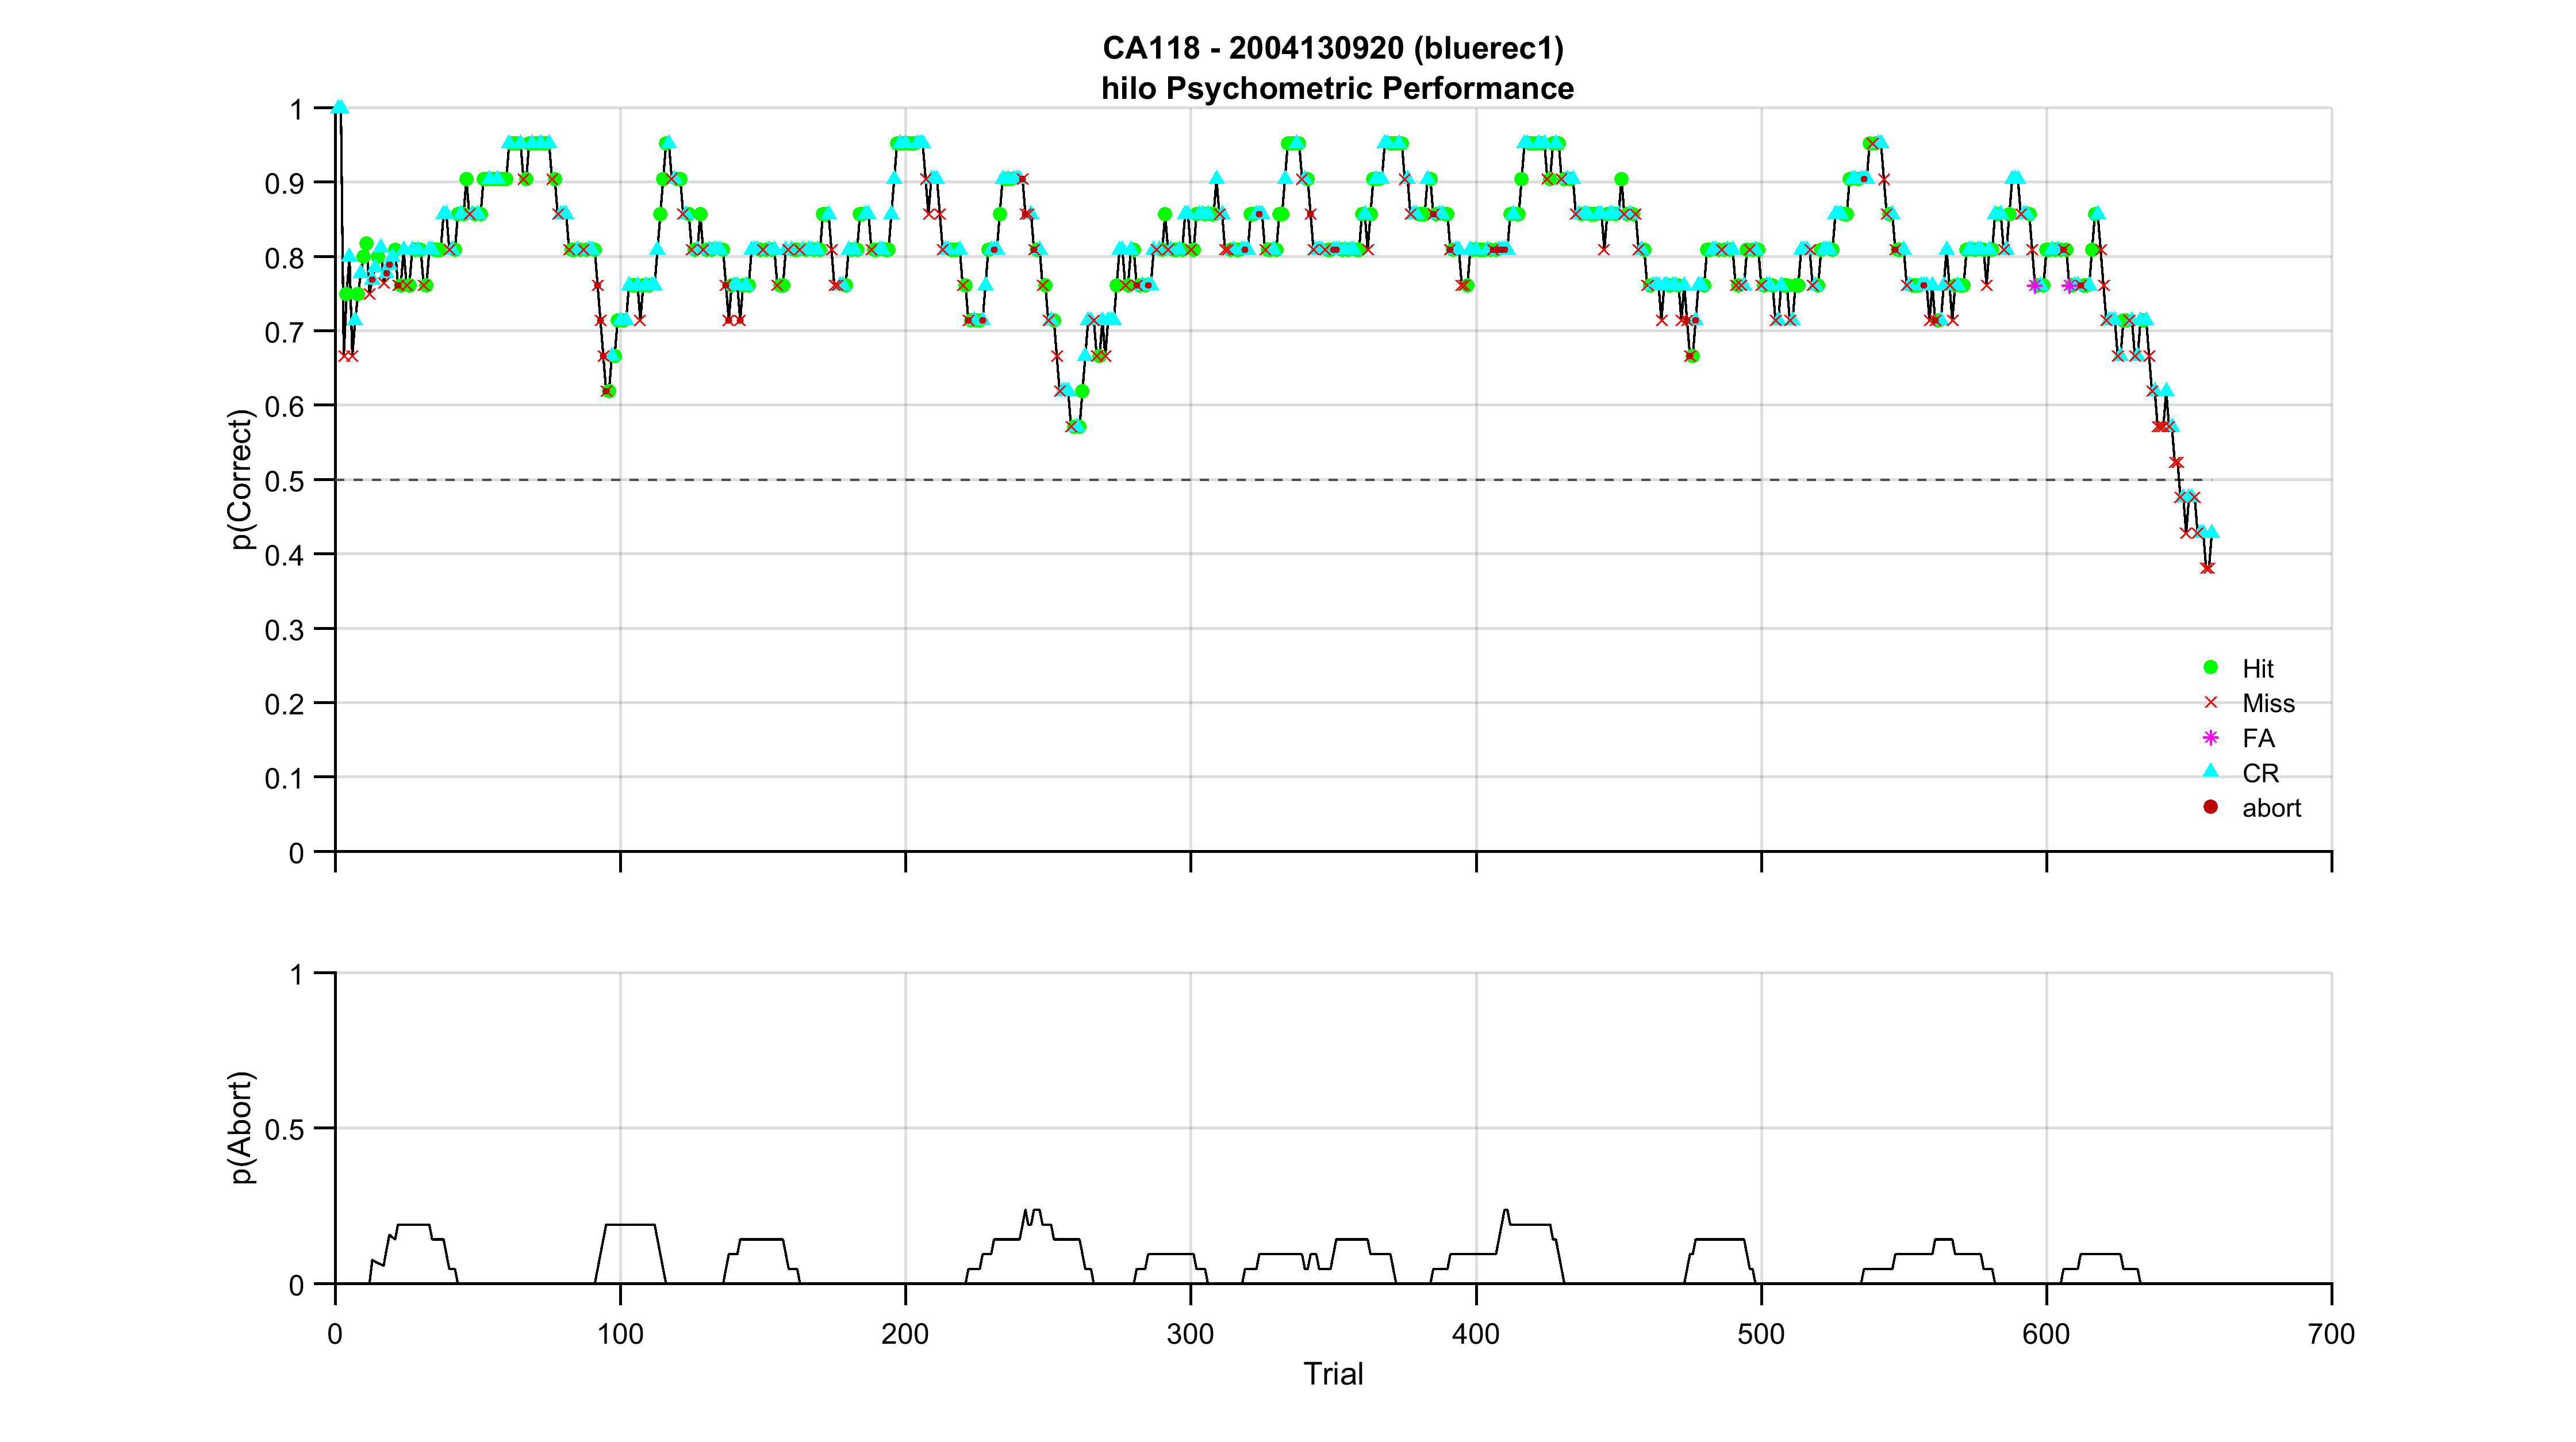 CA118 - 2004130920 (bluerec1)
hilo Psychometric Performance
p(Correct)
1
0.9
0.8
0.7
0.6
0.5
0.4
0.3
0.2
0.1
0
Hit
Miss
FA
CR
abort
p(Abort)
1
0.5
0
0 100 200 300 400 500 600 700
Trial